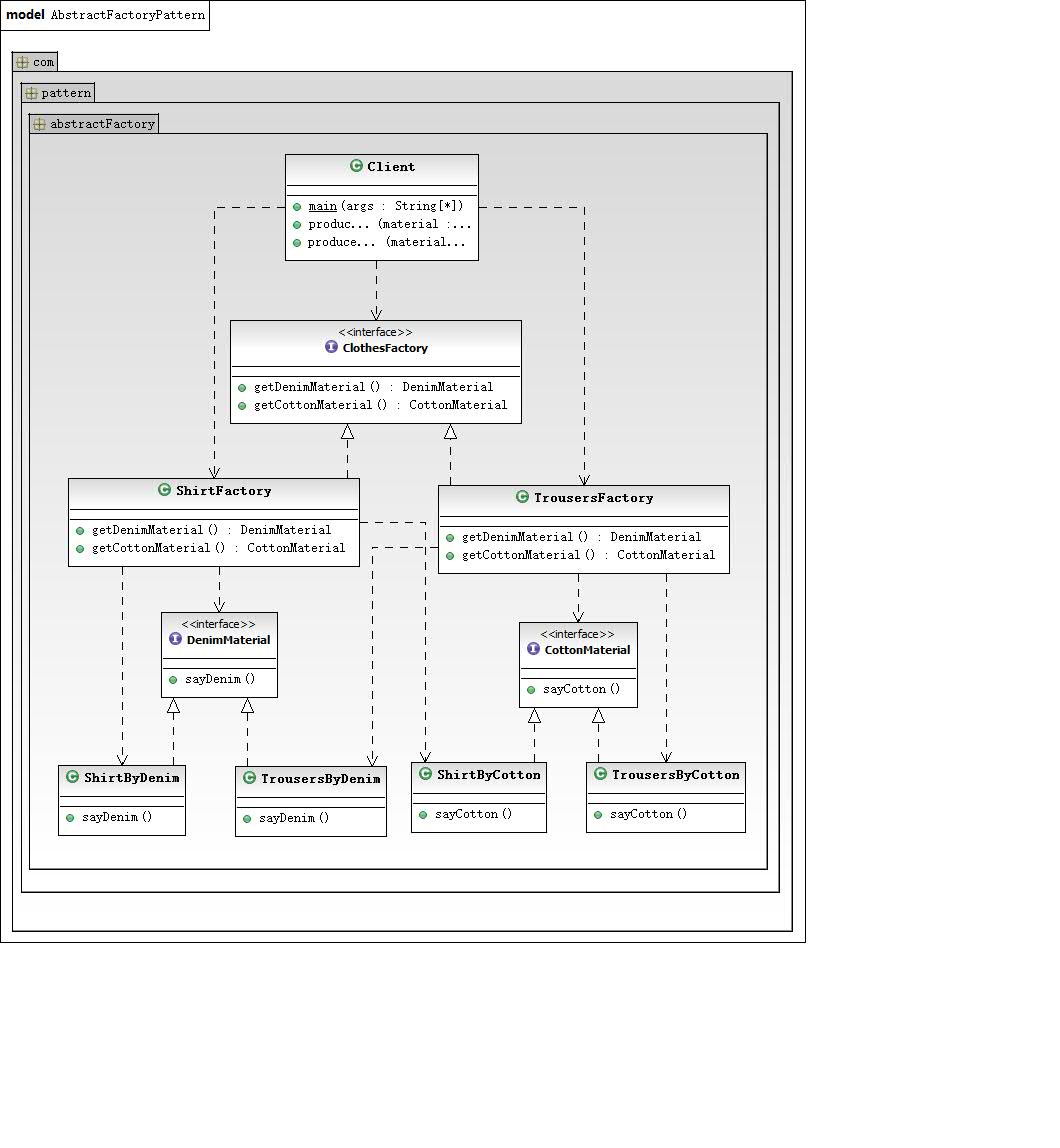 model AbstractFactoryPattern
com
pattern
abstractFactory
Client
main (args : String[*])
produc... (material :...
produce... (material...
<<interface>>
ClothesFactory
getDenimMaterial () : DenimMaterial
getCottonMaterial () : CottonMaterial
ShirtFactory
getDenimMaterial () : DenimMaterial
getCottonMaterial () : CottonMaterial
TrousersFactory
getDenimMaterial () : DenimMaterial
getCottonMaterial () : CottonMaterial
<<interface>>
DenimMaterial
sayDenim ()
<<interface>>
CottonMaterial
sayCotton ()
ShirtByDenim
sayDenim ()
TrousersByDenim
sayDenim ()
ShirtByCotton
sayCotton ()
TrousersByCotton
sayCotton ()